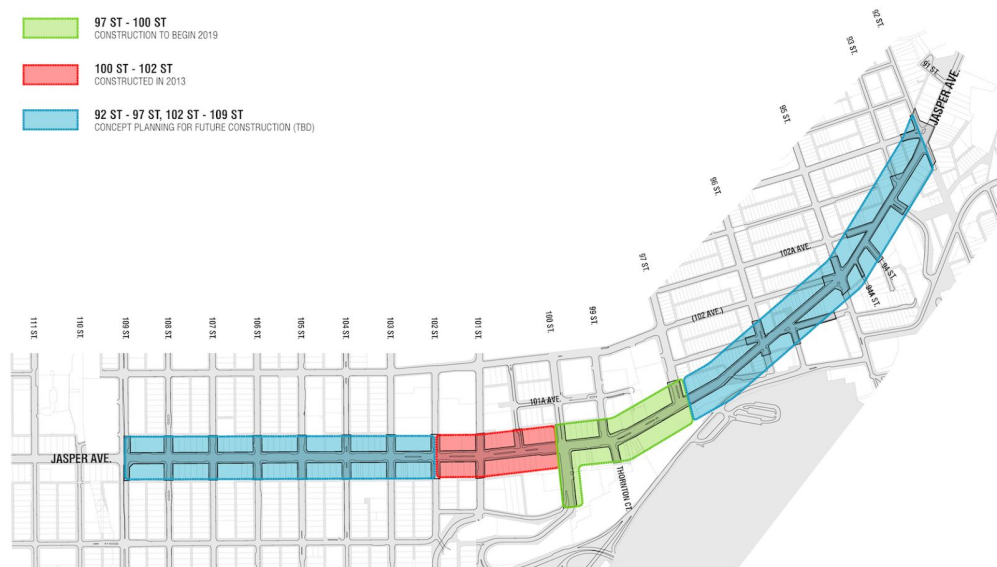 97 ST - 100 ST
CONSTRUCTION TO BEGIN 2019
100 ST - 102 ST
CONSTRUCTED IN 2013
92 ST - 97 ST, 102 ST - 109 ST
CONCEPT PLANNING FOR FUTURE CONSTRUCTION (TBD)
92 ST.
93 ST.
91 ST.
JASPER AVE.
95 ST.
96 ST.
97 ST.
102A AVE.
94 ST.
94A ST.
(102 AVE.)
111 ST
110 ST.
109 ST
108 ST
107 ST
106 ST
105 ST
104 ST
103 ST.
102 ST
101 ST.
100 ST.
99 ST.
101A AVE.
JASPER AVE.
THORNTON CT.